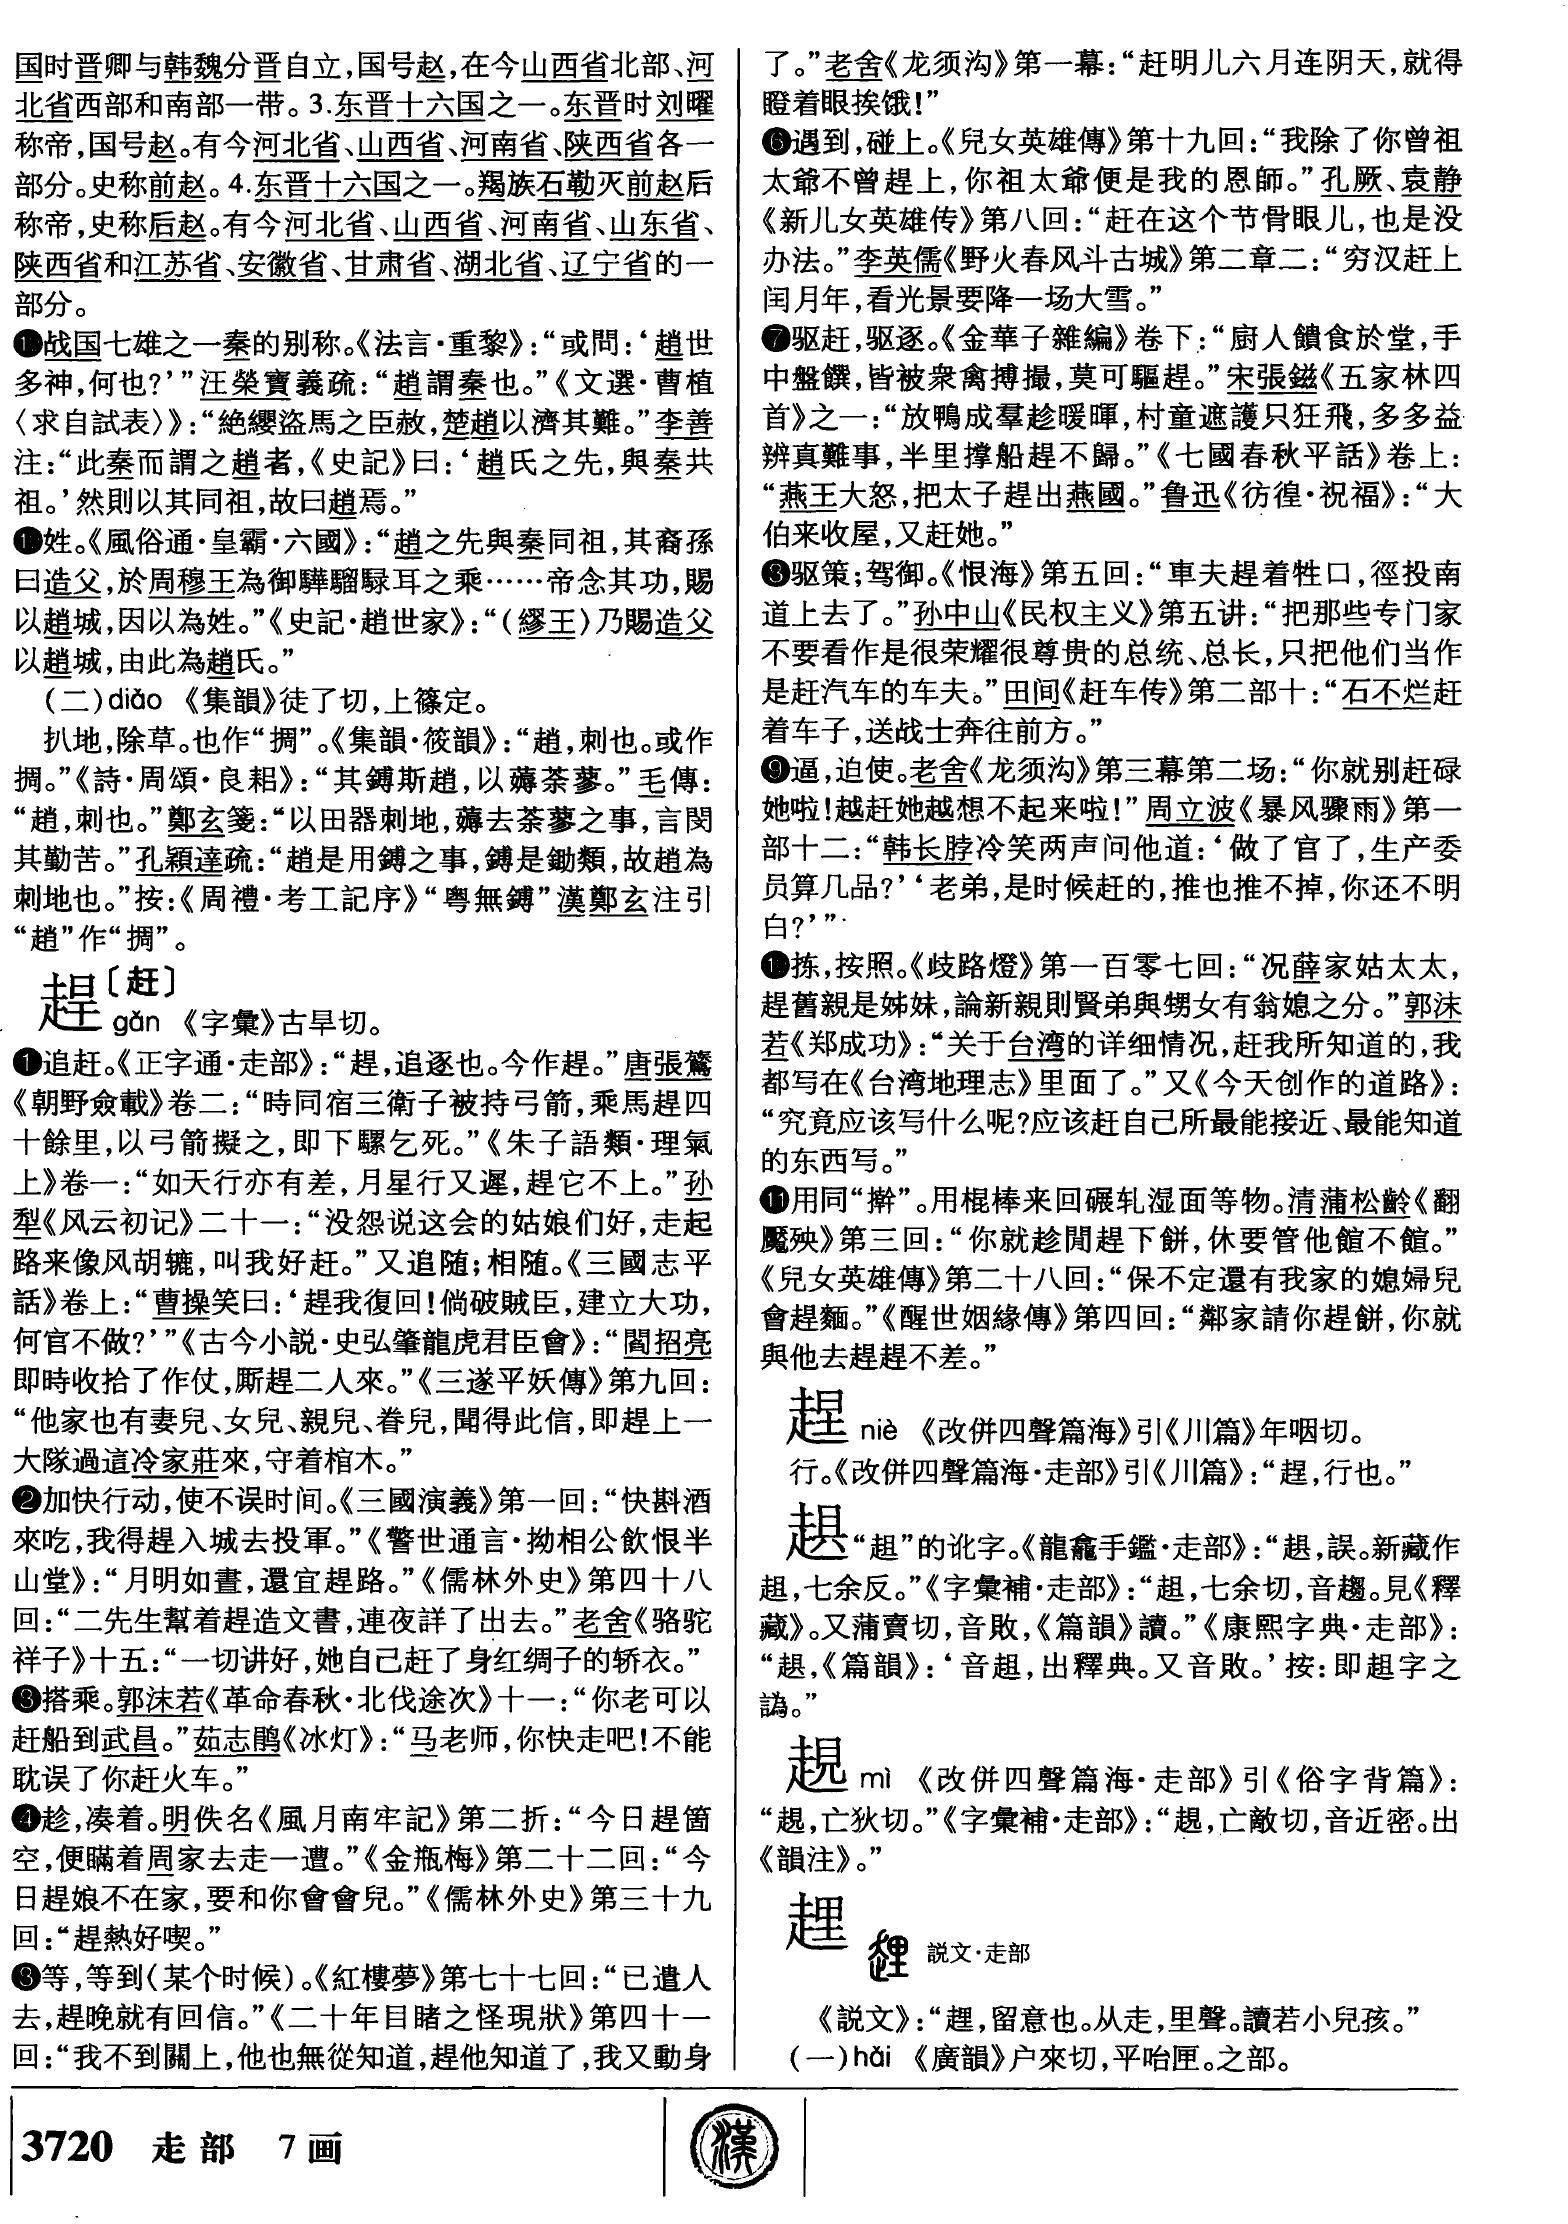 国时晋卿与韩魏分晋自立,国号赵,在今山西省北部、河
北省西部和南部一带。3.东晋十六国之一。东晋时刘曜
称帝,国号赵。有今河北省、山西省、河南省、陕西省各一
部分。史称前赵。4.东晋十六国之一。羯族石勒灭前赵后
称帝,史称后赵。有今河北省、山西省、河南省、山东省、
陕西省和江苏省、安徽省、甘肃省、湖北省、辽宁省的一
部分。
战国七雄之一秦的别称。《法言·重黎》:“或問:‘趙世
多神,何也?’”汪榮寶義疏:“趙謂秦也。”《文選·曹植
〈求自試表〉》:“絶纓盜馬之臣赦,楚趙以濟其難。”李善
注:“此秦而謂之趙者,《史記》曰:‘趙氏之先,與秦共
祖。’然則以其同祖,故曰趙焉。”
姓。《風俗通·皇霸·六國》:“趙之先與秦同祖,其裔孫
曰造父,於周穆王為御驊騮騄耳之乘……帝念其功,賜
以趙城,因以為姓。”《史記·趙世家》:“(繆王)乃賜造父
以趙城,由此為趙氏。”
(二)diǎo 《集韻》徒了切,上篠定。
扒地,除草。也作“㨄”。《集韻·筱韻》:“趙,刺也。或作
㨄。”《詩·周頌·良耜》:“其鎛斯趙,以薅荼蓼。”毛傳:
“趙,刺也。”鄭玄箋:“以田器刺地,薅去荼蓼之事,言閔
其勤苦。”孔穎達疏:“趙是用鎛之事,鎛是鋤類,故趙為
刺地也。”按:《周禮·考工記序》“粤無鎛”漢鄭玄注引
“趙”作“㨄”。
趕〔赶〕
gǎn 《字彙》古旱切。
❶追赶。《正字通·走部》:“趕,追逐也。今作趕。”唐張鷟
《朝野僉載》卷二:“時同宿三衛子被持弓箭,乘馬趕四
十餘里,以弓箭擬之,即下騾乞死。”《朱子語類·理氣
上》卷一:“如天行亦有差,月星行又遲,趕它不上。”孙
犁《风云初记》二十一:“没怨说这会的姑娘们好,走起
路来像风胡辘,叫我好赶。”又追随;相随。《三國志平
話》卷上:“曹操笑曰:‘趕我復回!倘破賊臣,建立大功,
何官不做?’”《古今小説·史弘肇龍虎君臣會》:“閻招亮
即時收拾了作仗,厮趕二人來。”《三遂平妖傳》第九回:
“他家也有妻兒、女兒、親兒、眷兒,聞得此信,即趕上一
大隊過這冷家莊來,守着棺木。”
❷加快行动,使不误时间。《三國演義》第一回:“快斟酒
來吃,我得趕入城去投軍。”《警世通言·拗相公飲恨半
山堂》:“月明如晝,還宜趕路。”《儒林外史》第四十八
回:“二先生幫着趕造文書,連夜詳了出去。”老舍《骆驼
祥子》十五:“一切讲好,她自己赶了身红绸子的轿衣。”
❸搭乘。郭沫若《革命春秋·北伐途次》十一:“你老可以
赶船到武昌。”茹志鹃《冰灯》:“马老师,你快走吧!不能
耽误了你赶火车。”
❹趁,凑着。明佚名《風月南牢記》第二折:“今日趕箇
空,便瞞着周家去走一遭。”《金瓶梅》第二十二回:“今
日趕娘不在家,要和你會會兒。”《儒林外史》第三十九
回:“趕熱好喫。”
❺等,等到(某个时候)。《紅樓夢》第七十七回:“已遣人
去,趕晚就有回信。”《二十年目睹之怪現狀》第四十一
回:“我不到關上,他也無從知道,趕他知道了,我又動身
了。”老舍《龙须沟》第一幕:“赶明儿六月连阴天,就得
瞪着眼挨饿!”
❻遇到,碰上。《兒女英雄傳》第十九回:“我除了你曾祖
太爺不曾趕上,你祖太爺便是我的恩師。”孔厥、袁静
《新儿女英雄传》第八回:“赶在这个节骨眼儿,也是没
办法。”李英儒《野火春风斗古城》第二章二:“穷汉赶上
闰月年,看光景要降一场大雪。”
❼驱赶,驱逐。《金華子雜編》卷下:“廚人饋食於堂,手
中盤饌,皆被衆禽搏撮,莫可驅趕。”宋張鎡《五家林四
首》之一:“放鴨成羣趁暖暉,村童遮護只狂飛,多多益
辨真難事,半里撐船趕不歸。”《七國春秋平話》卷上:
“燕王大怒,把太子趕出燕國。”鲁迅《彷徨·祝福》:“大
伯来收屋,又赶她。”
❽驱策;驾御。《恨海》第五回:“車夫趕着牲口,徑投南
道上去了。”孙中山《民权主义》第五讲:“把那些专门家
不要看作是很荣耀很尊贵的总统、总长,只把他们当作
是赶汽车的车夫。”田间《赶车传》第二部十:“石不烂赶
着车子,送战士奔往前方。”
❾逼,迫使。老舍《龙须沟》第三幕第二场:“你就别赶碌
她啦!越赶她越想不起来啦!”周立波《暴风骤雨》第一
部十二:“韩长脖冷笑两声问他道:‘做了官了,生产委
员算几品?’‘老弟,是时候赶的,推也推不掉,你还不明
白?’”
拣,按照。《歧路燈》第一百零七回:“况薛家姑太太,
趕舊親是姊妹,論新親則賢弟與甥女有翁媳之分。”郭沫
若《郑成功》:“关于台湾的详细情况,赶我所知道的,我
都写在《台湾地理志》里面了。”又《今天创作的道路》:
“究竟应该写什么呢?应该赶自己所最能接近、最能知道
的东西写。”
⓫用同“擀”。用棍棒来回碾轧湿面等物。清蒲松齡《翻
魘殃》第三回:“你就趁閒趕下餅,休要管他餶不餶。”
《兒女英雄傳》第二十八回:“保不定還有我家的媳婦兒
會趕麵。”《醒世姻緣傳》第四回:“鄰家請你趕餅,你就
與他去趕趕不差。”
niè 《改併四聲篇海》引《川篇》年咽切。
行。《改併四聲篇海·走部》引《川篇》:“,行也。”
“趄”的讹字。《龍龕手鑑·走部》:“,誤。新藏作
趄,七余反。”《字彙補·走部》:“,七余切,音趨。見《釋
藏》。又蒲賣切,音敗,《篇韻》讀。”《康熙字典·走部》:
“,《篇韻》:‘音趄,出釋典。又音敗。’按:即趄字之
譌。”
mì 《改併四聲篇海·走部》引《俗字背篇》:
“,亡狄切。”《字彙補·走部》:“,亡敵切,音近密。出
《韻注》。”
䞩
説文·走部
《説文》:“䞩,留意也。从走,里聲。讀若小兒孩。”
(一)hái 《廣韻》户來切,平咍匣。之部。
3720 走部 7画
漢